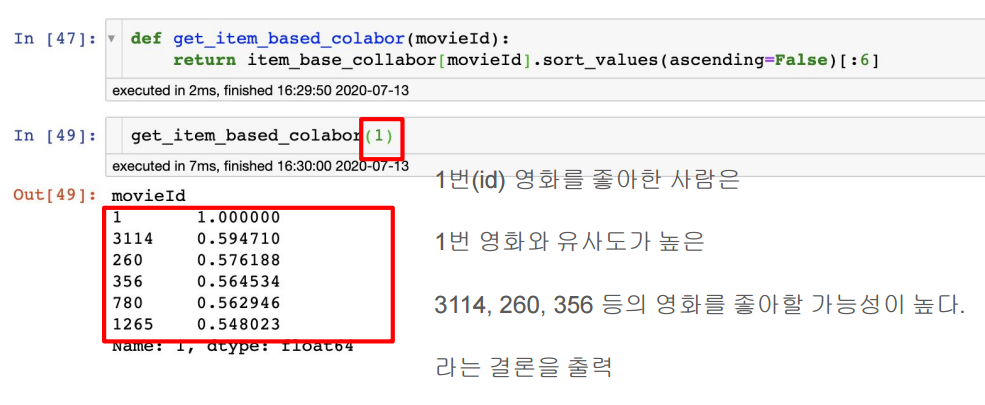 In [47]: def get_item_based_colabor(movieId):
return item_base_collabor[movieId].sort_values(ascending=False)[:6]
executed in 2ms, finished 16:29:50 2020-07-13
In [49]: get_item_based_colabor(1)
executed in 7ms, finished 16:30:00 2020-07-13
1번(id) 영화를 좋아한 사람은
Out[49]: movieId
1 1.000000
3114 0.594710
1번 영화와 유사도가 높은
260 0.576188
356 0.564534
780 0.562946
3114, 260, 356 등의 영화를 좋아할 가능성이 높다.
1265 0.548023
Name: 1, dtype: float64
라는 결론을 출력